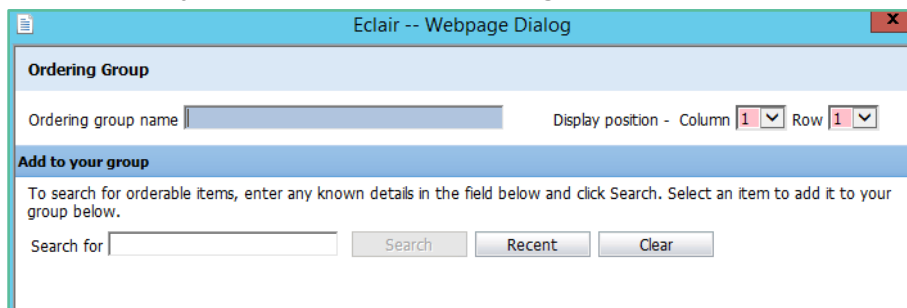 Eclair -- Webpage Dialog
X
Ordering Group
Ordering group name Display position - Column 1 Row 1
Add to your group
To search for orderable items, enter any known details in the field below and click Search. Select an item to add it to your
group below.
Search for Search Recent Clear